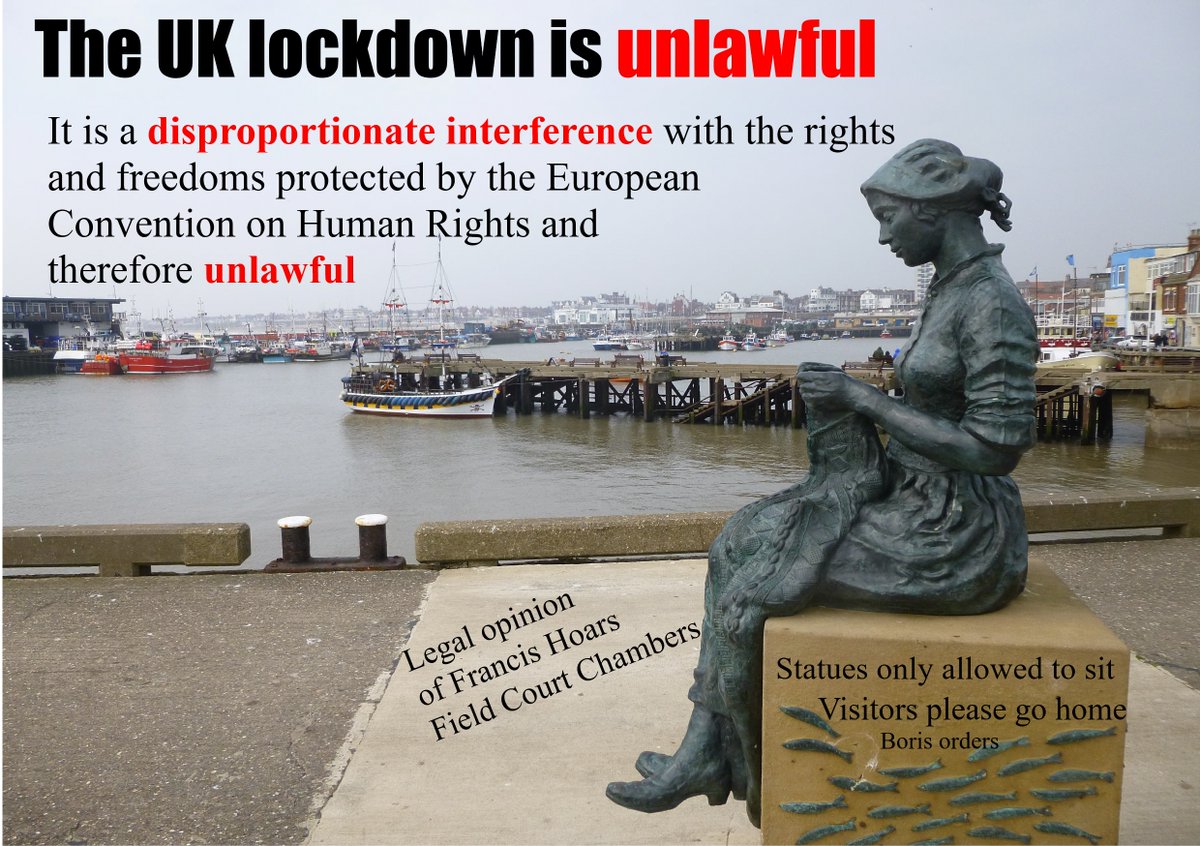 The UK lockdown is unlawful
It is a disproportionate interference with the rights
and freedoms protected by the European
Convention on Human Rights and
therefore unlawful
Legal opinion
of Francis Hoars
Field Court Chambers
Statues only allowed to sit
Visitors please go home
Boris orders